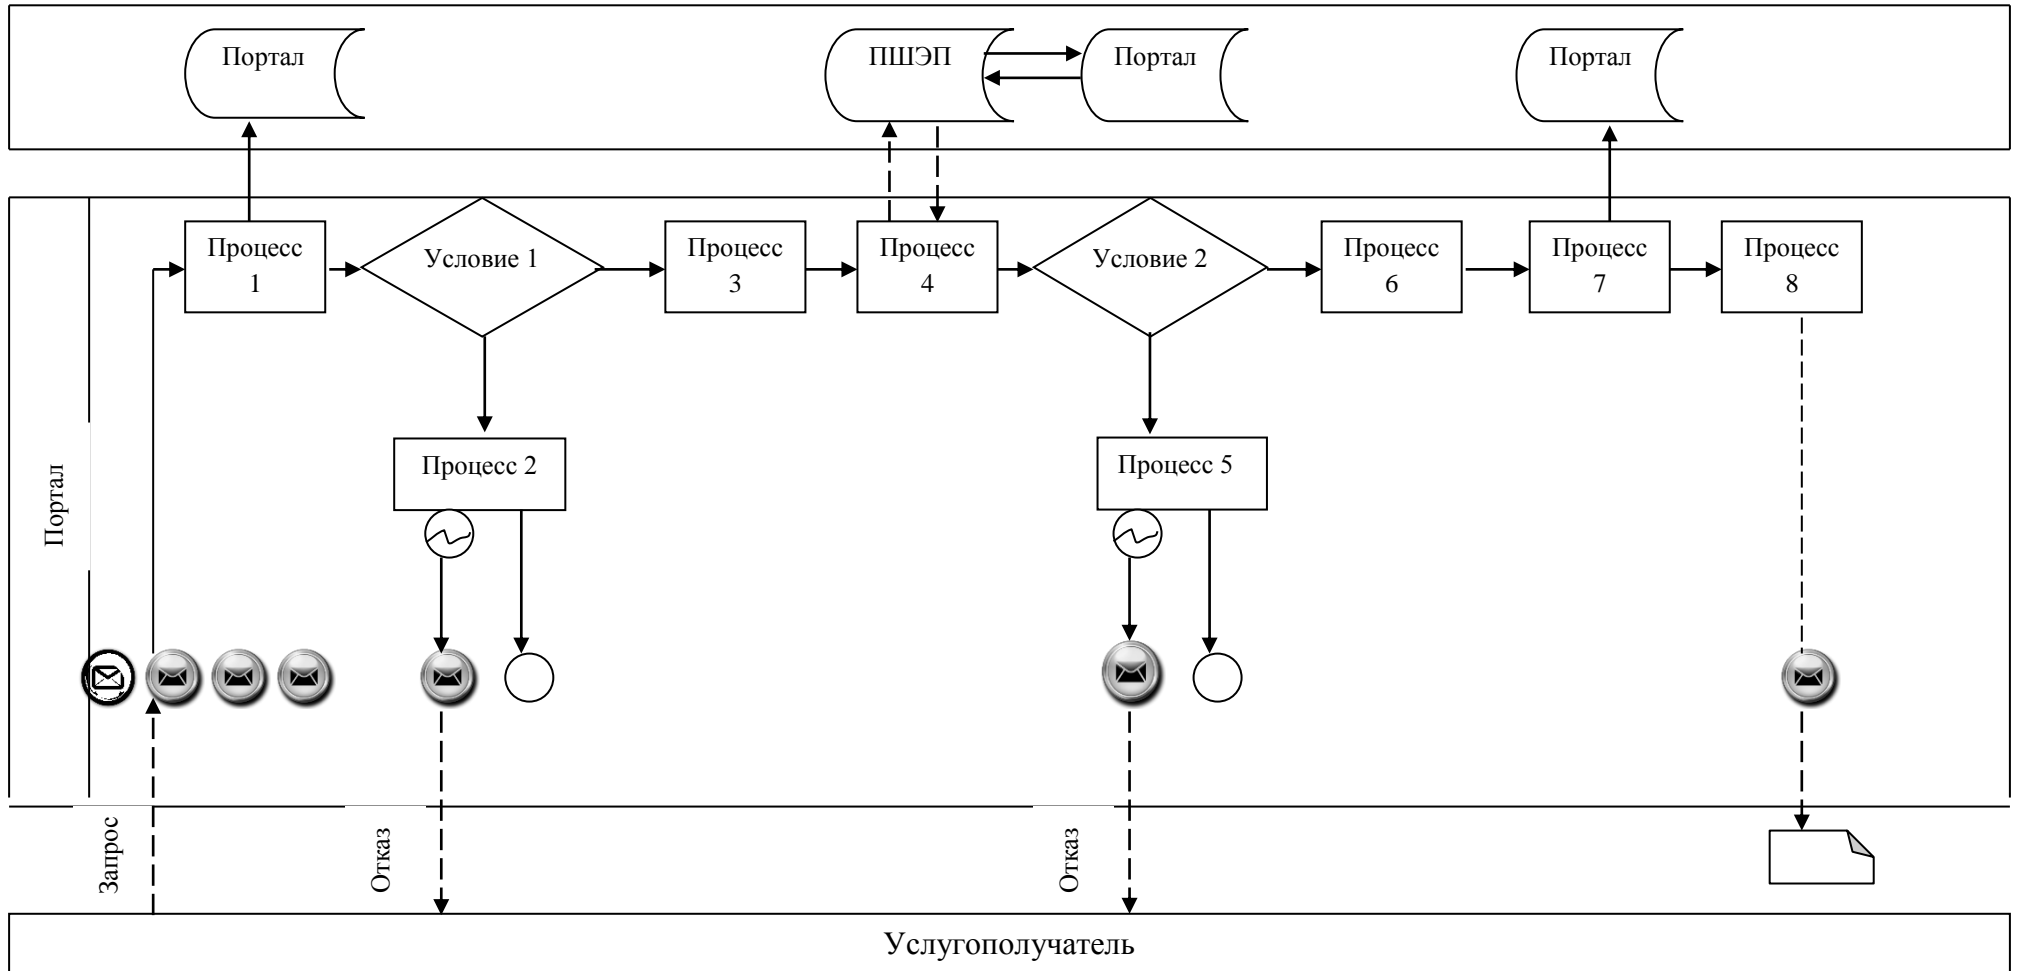 Портал
ПШЭП
Портал
Портал
Процесс
1
Условие 1
Процесс
3
Процесс
4
Условие 2
Процесс
6
Процесс
7
Процесс
8
Процесс 2
Процесс 5
Портал
Запрос
Отказ
Отказ
Услугополучатель